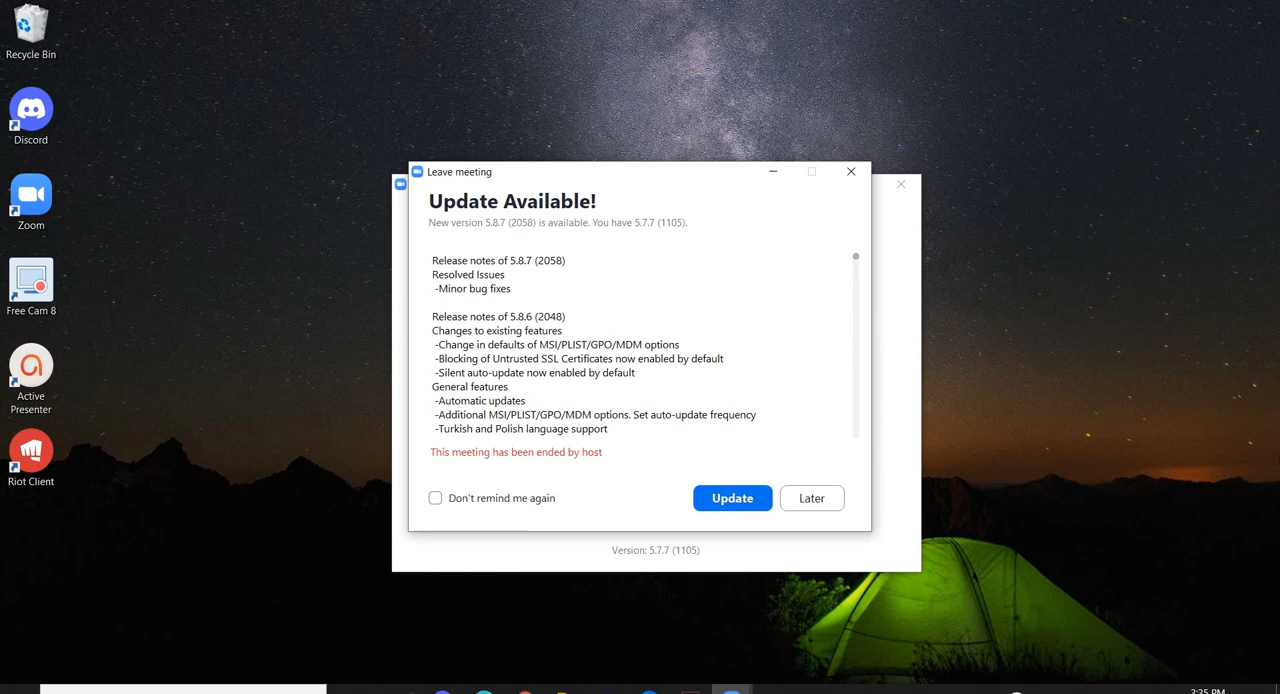 Recycle Bin
Discord
Zoom
Free Cam 8
Active
Presenter
Riot Client
Leave meeting
Update Available!
New version 5.8.7 (2058) is available. You have 5.7.7 (1105).
Release notes of 5.8.7 (2058)
Resolved Issues
-Minor bug fixes
Release notes of 5.8.6 (2048)
Changes to existing features
-Change in defaults of MSI/PLIST/GPO/MDM options
-Blocking of Untrusted SSL Certificates now enabled by default
-Silent auto-update now enabled by default
General features
-Automatic updates
-Additional MSI/PLIST/GPO/MDM options. Set auto-update frequency
-Turkish and Polish language support
This meeting has been ended by host
Don't remind me again
Update
Later
Version: 5.7.7 (1105)
3:35 PM